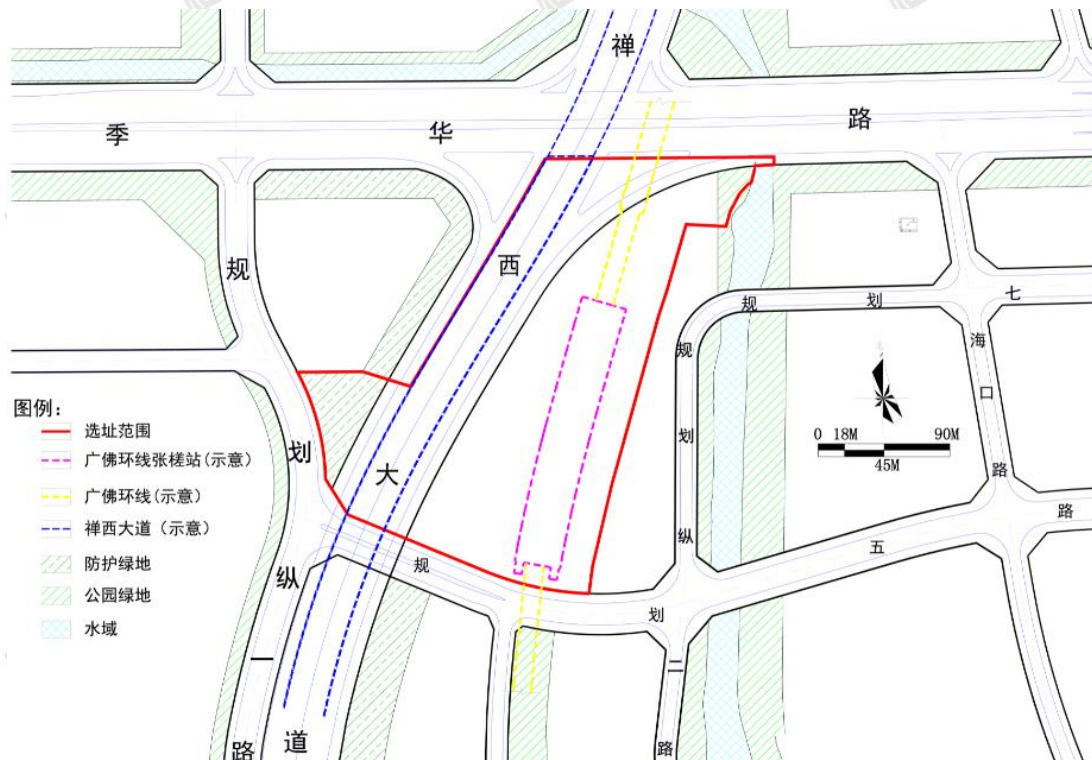 禅
季华路
西
大
道
规划纵一路
规划七
规划纵二路
规划五路
海口路
0 18M 90M
45M
图例：
选址范围
广佛环线张槎站(示意)
广佛环线(示意)
禅西大道（示意）
防护绿地
公园绿地
水域